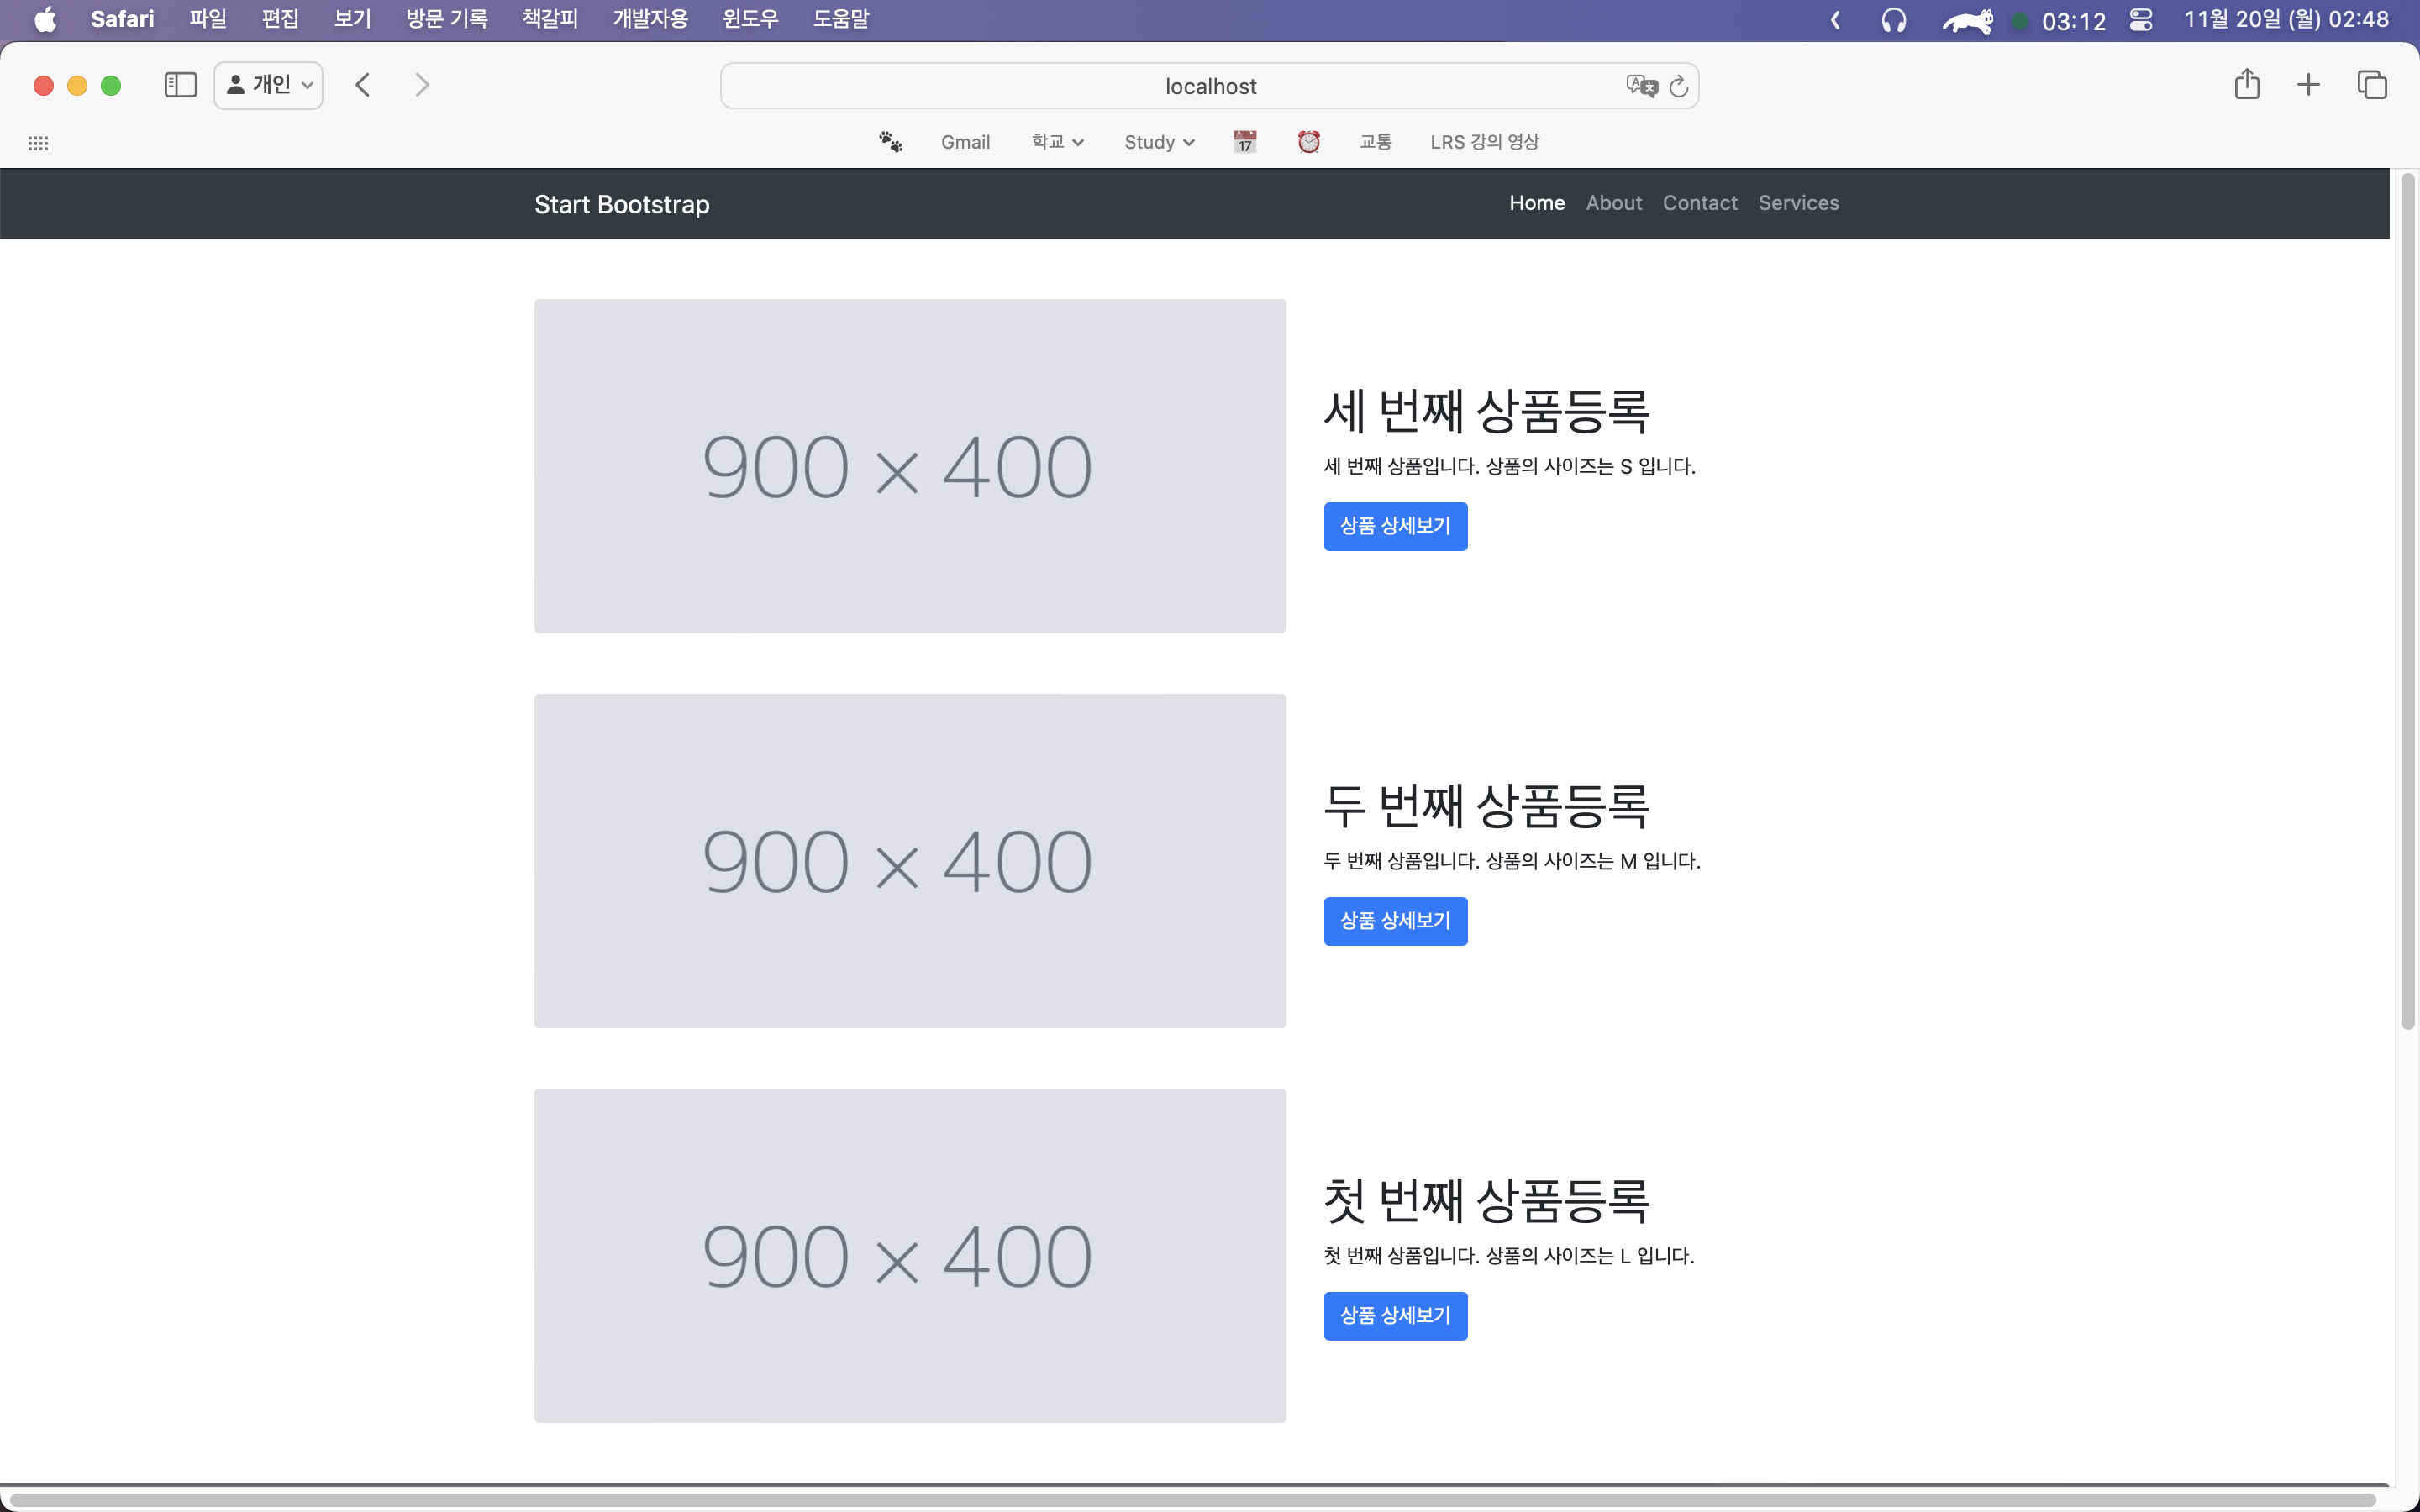 Safari 파일 편집 보기 방문 기록 책갈피 개발자용 윈도우 도움말 03:12 11월 20일 (월) 02:48
개인 localhost
Gmail 학교 Study 17 교통 LRS 강의 영상
Start Bootstrap Home About Contact Services
900 × 400
세 번째 상품등록
세 번째 상품입니다. 상품의 사이즈는 S 입니다.
상품 상세보기
900 × 400
두 번째 상품등록
두 번째 상품입니다. 상품의 사이즈는 M 입니다.
상품 상세보기
900 × 400
첫 번째 상품등록
첫 번째 상품입니다. 상품의 사이즈는 L 입니다.
상품 상세보기